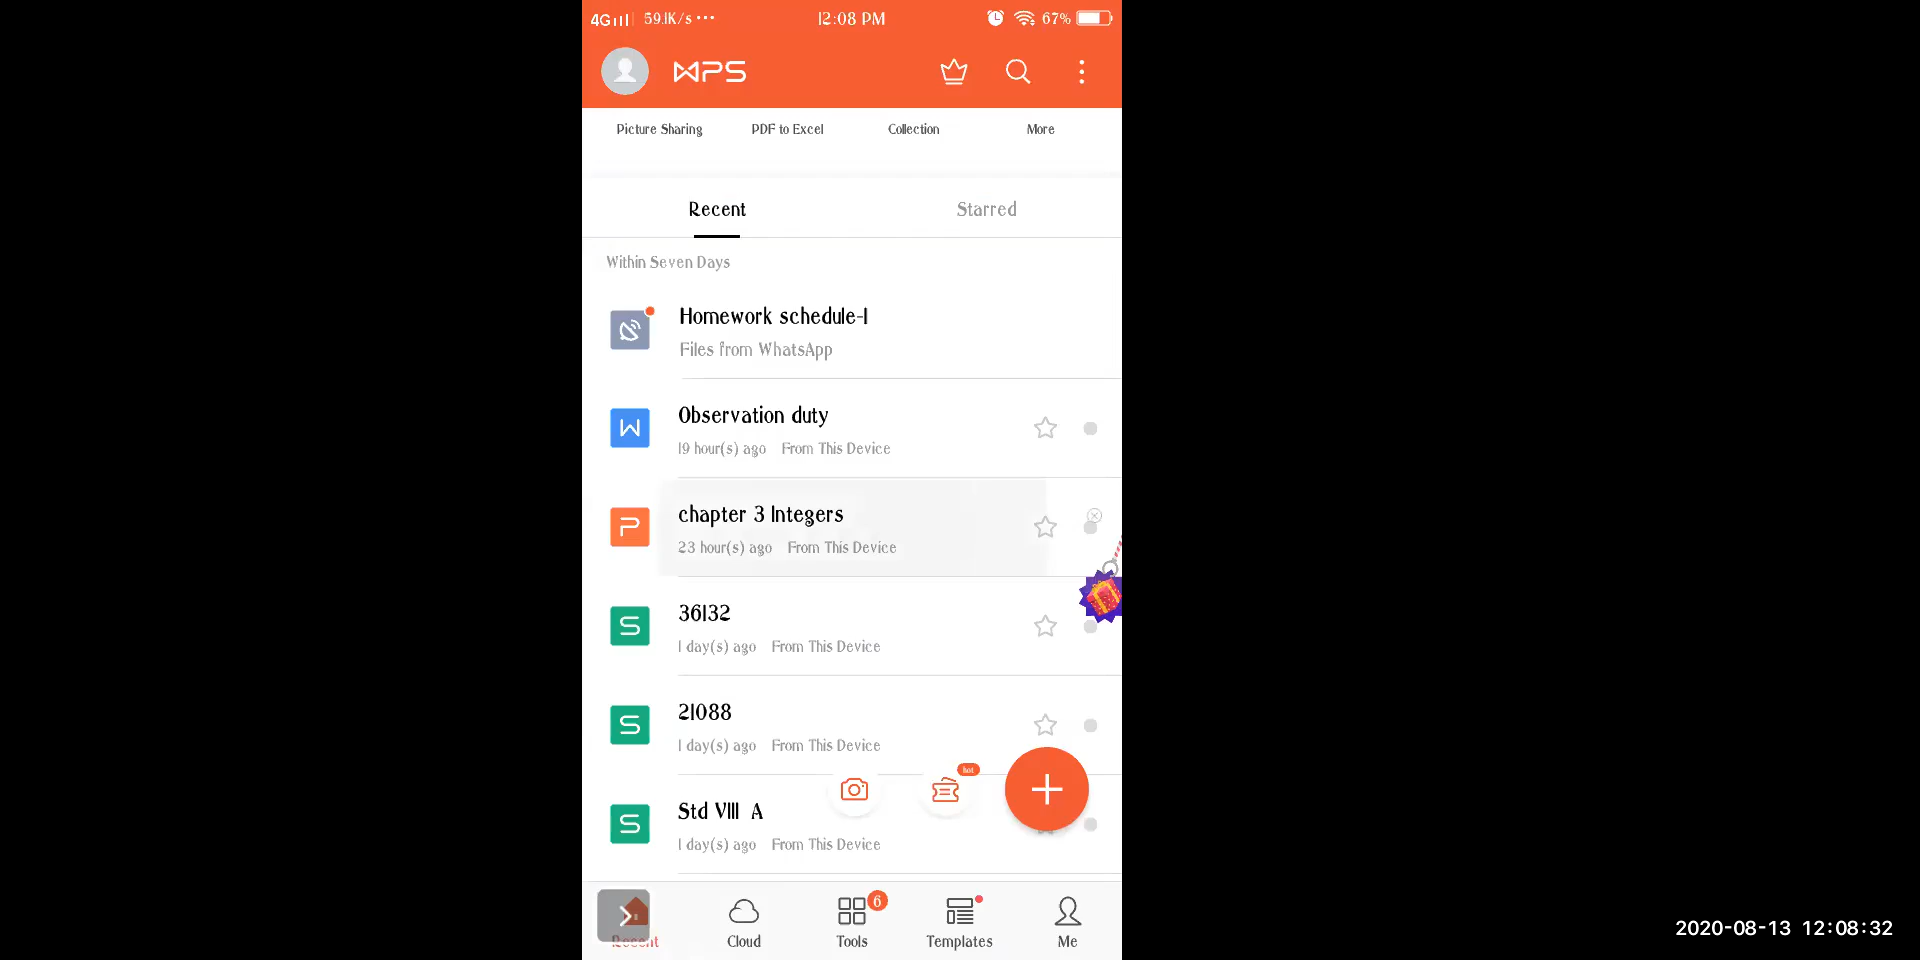 4G 59.1K/s ... 12:08 PM 67%
WPS
Picture Sharing PDF to Excel Collection More
Recent Starred
Within Seven Days
Homework schedule-1
Files from WhatsApp
W Observation duty
19 hour(s) ago From This Device
P chapter 3 Integers
23 hour(s) ago From This Device
S 36132
1 day(s) ago From This Device
S 21088
1 day(s) ago From This Device
hot
S Std VIII A
1 day(s) ago From This Device
6
Recent Cloud Tools Templates Me
2020-08-13 12:08:32